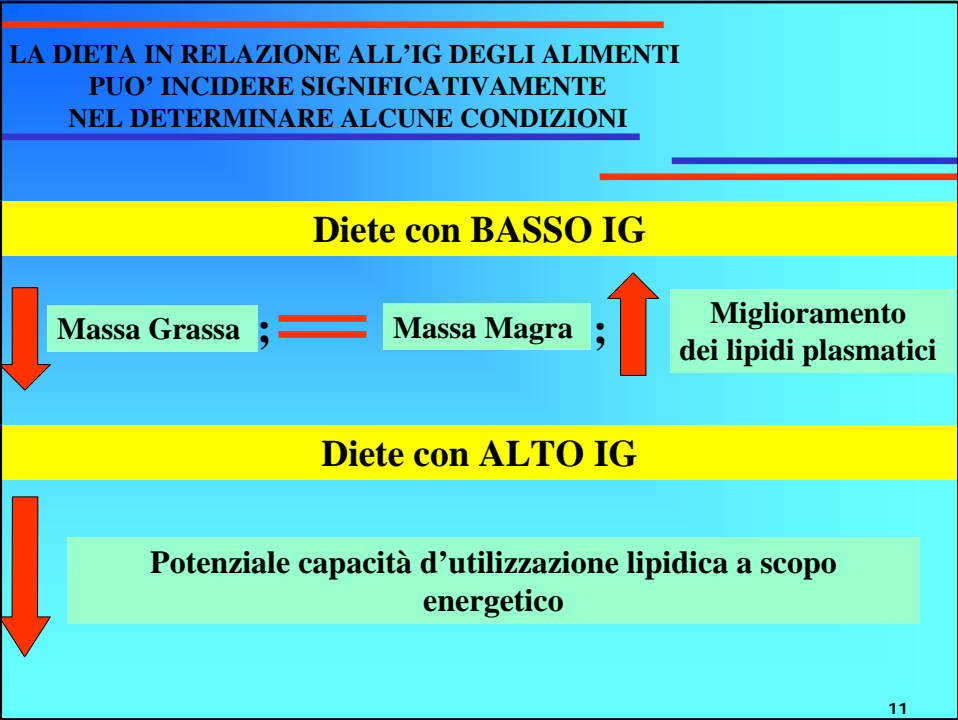 LA DIETA IN RELAZIONE ALL’IG DEGLI ALIMENTI
PUO’ INCIDERE SIGNIFICATIVAMENTE
NEL DETERMINARE ALCUNE CONDIZIONI
Diete con BASSO IG
Massa Grassa ; Massa Magra ; Miglioramento
dei lipidi plasmatici
Diete con ALTO IG
Potenziale capacità d’utilizzazione lipidica a scopo
energetico
11